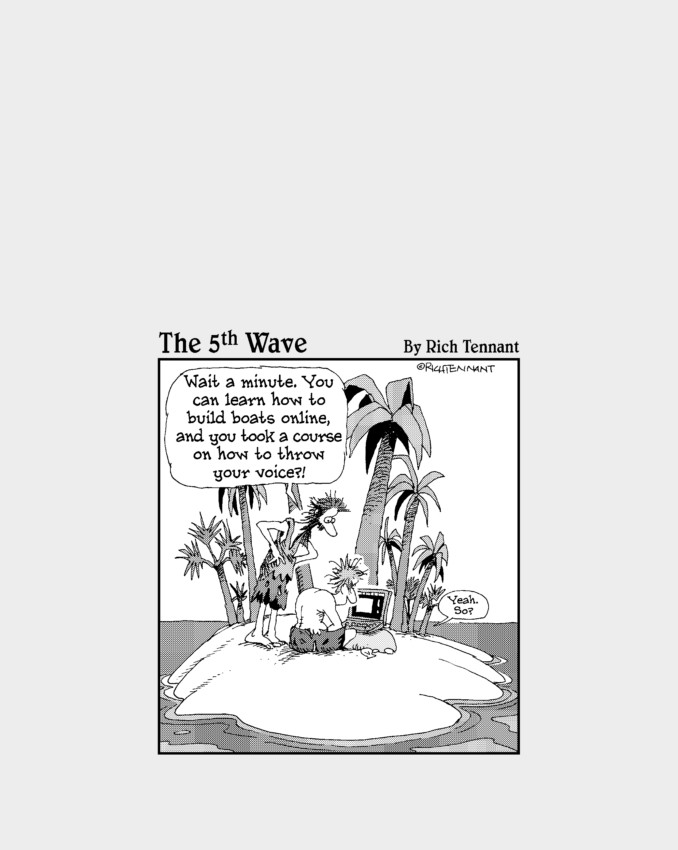 The 5th Wave
By Rich Tennant
©RICHTENNANT
Wait a minute. You
can learn how to
build boats online,
and you took a course
on how to throw
your voice?!
Yeah.
So?